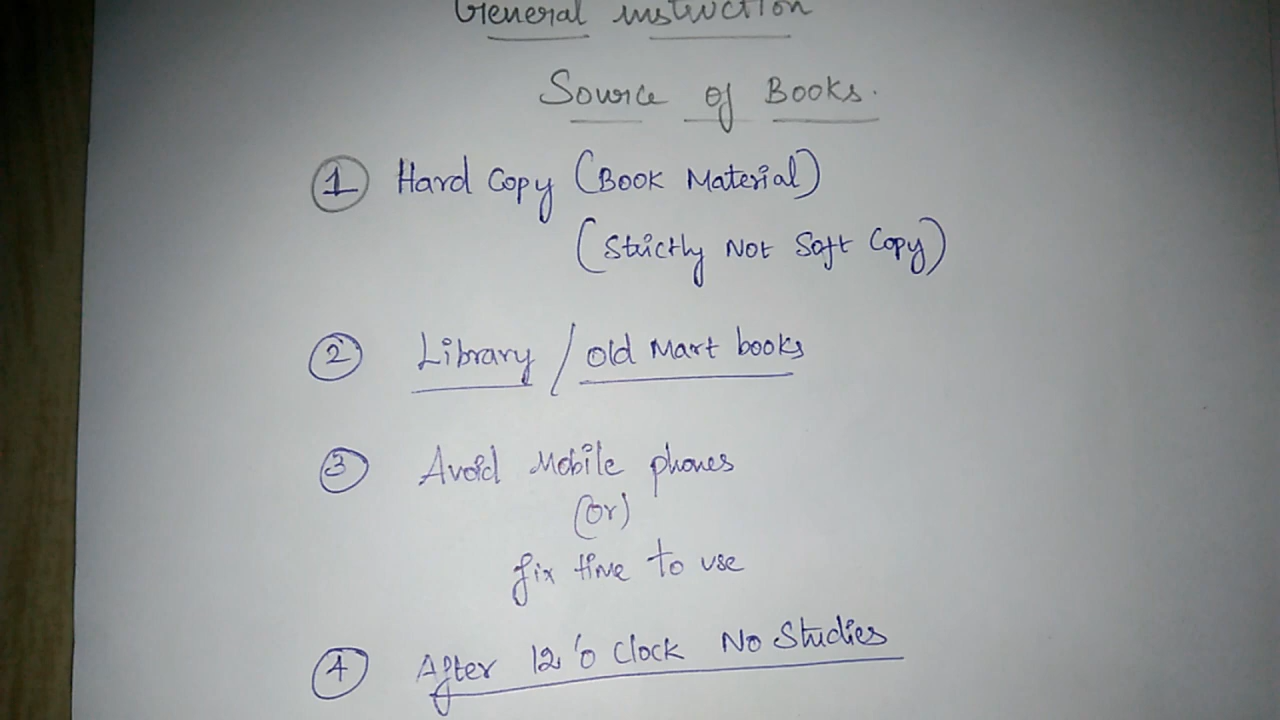 General instruction
Source of Books.
1 Hard Copy (Book Material)
(Strictly Not Soft Copy)
2 Library / old Mart books
3 Avoid Mobile phones
(or)
fix time to use
4 After 12'o Clock No Studies